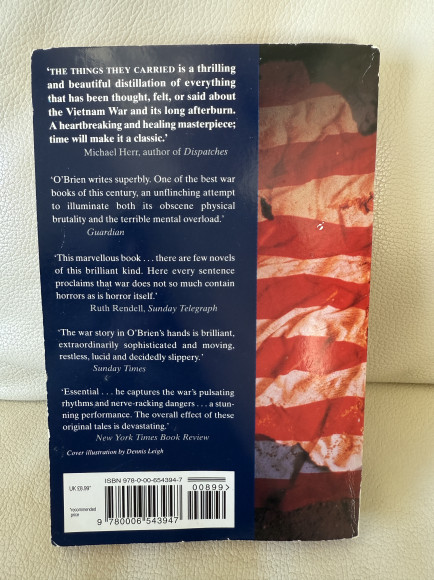 ‘THE THINGS THEY CARRIED is a thrilling
and beautiful distillation of everything
that has been thought, felt, or said about
the Vietnam War and its long afterburn.
A heartbreaking and healing masterpiece;
time will make it a classic.’
Michael Herr, author of Dispatches
‘O’Brien writes superbly. One of the best war
books of this century, an unflinching attempt
to illuminate both its obscene physical
brutality and the terrible mental overload.’
Guardian
‘This marvellous book . . . there are few novels
of this brilliant kind. Here every sentence
proclaims that war does not so much contain
horrors as is horror itself.’
Ruth Rendell, Sunday Telegraph
‘The war story in O’Brien’s hands is brilliant,
extraordinarily sophisticated and moving,
restless, lucid and decidedly slippery.’
Sunday Times
‘Essential . . . he captures the war’s pulsating
rhythms and nerve-racking dangers . . . a stun-
ning performance. The overall effect of these
original tales is devastating.’
New York Times Book Review
Cover illustration by Dennis Leigh
ISBN 978-0-00-654394-7
UK £8.99*
00899>
*recommended
price
9 780006 543947